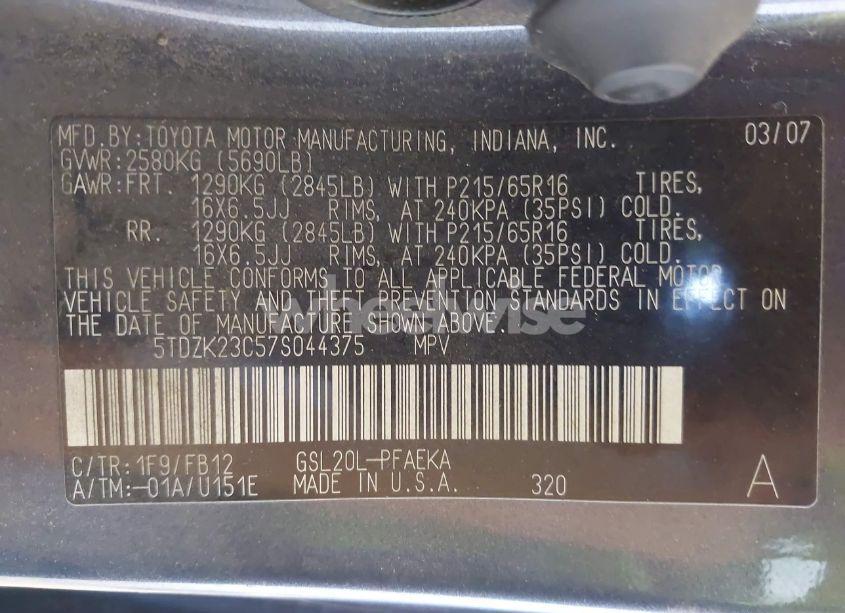 MFD.BY:TOYOTA MOTOR MANUFACTURING, INDIANA, INC. 03/07
GVWR:2580KG (5690LB)
GAWR:FRT. 1290KG (2845LB) WITH P215/65R16 TIRES,
16X6.5JJ RIMS, AT 240KPA (35PSI) COLD.
RR. 1290KG (2845LB) WITH P215/65R16 TIRES,
16X6.5JJ RIMS, AT 240KPA (35PSI) COLD.
THIS VEHICLE CONFORMS TO ALL APPLICABLE FEDERAL MOTOR
VEHICLE SAFETY AND THEFT PREVENTION STANDARDS IN EFFECT ON
THE DATE OF MANUFACTURE SHOWN ABOVE.
wheelwise
5TDZK23C57S044375 MPV
C/TR:1F9/FB12 GSL20L-PFAEKA
A/TM:-01A/U151E MADE IN U.S.A. 320 A